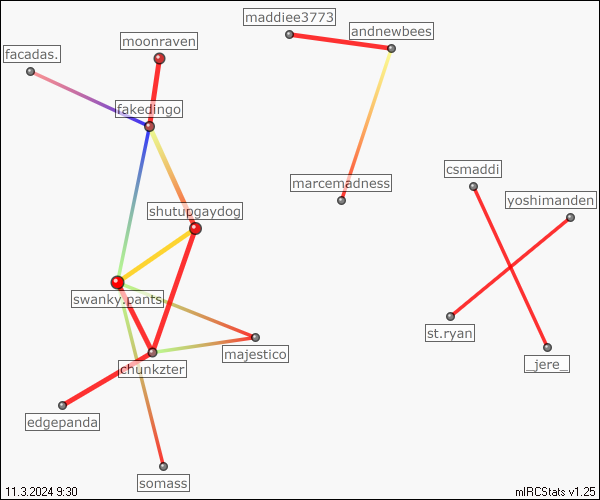 maddiee3773
andnewbees
moonraven
facadas.
fakedingo
csmaddi
marcemadness
yoshimanden
shutupgaydog
swanky.pants
st.ryan
majestico
_jere_
chunkzter
edgepanda
somass
11.3.2024 9:30
mIRCStats v1.25